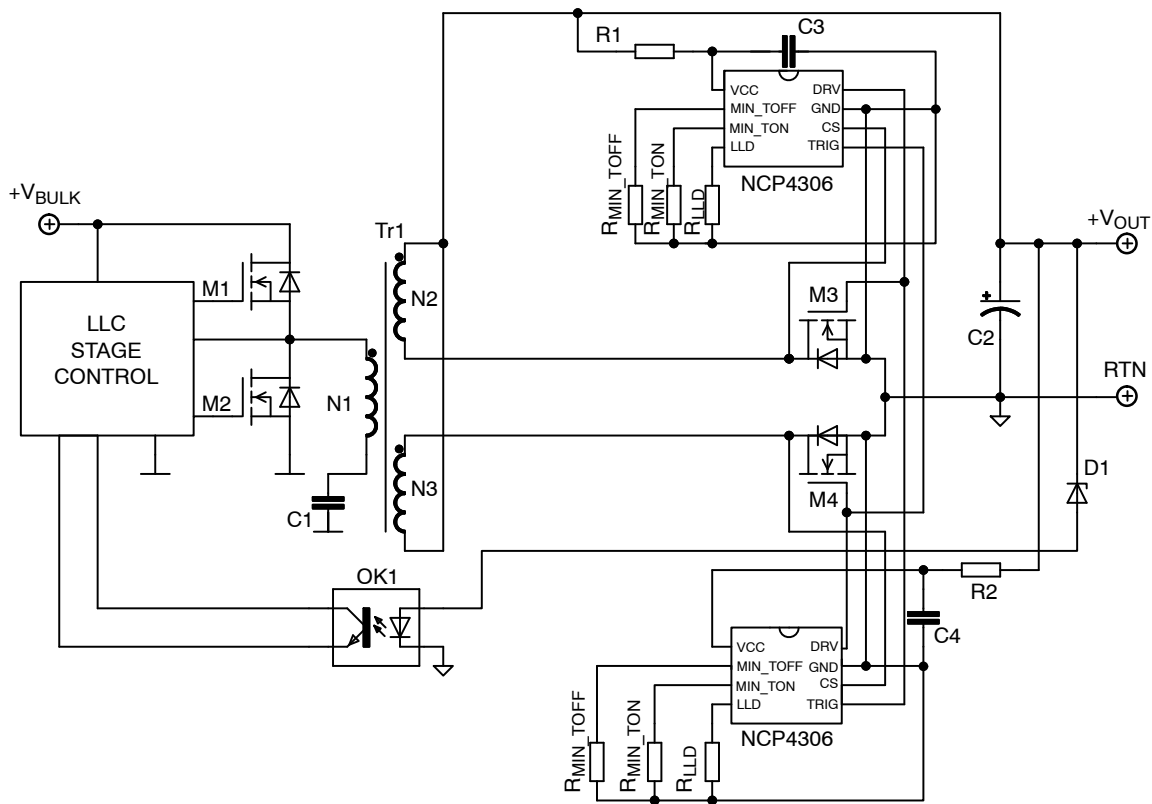 R1
C3
VCC
DRV
MIN_TOFF
GND
MIN_TON
CS
LLD
TRIG
NCP4306
RMIN_TOFF
RMIN_TON
RLLD
+VBULK
+VOUT
Tr1
M1
N2
M3
LLC
STAGE
CONTROL
C2
RTN
M2
N1
N3
M4
D1
C1
OK1
R2
C4
VCC
DRV
MIN_TOFF
GND
MIN_TON
CS
LLD
TRIG
NCP4306
RMIN_TOFF
RMIN_TON
RLLD